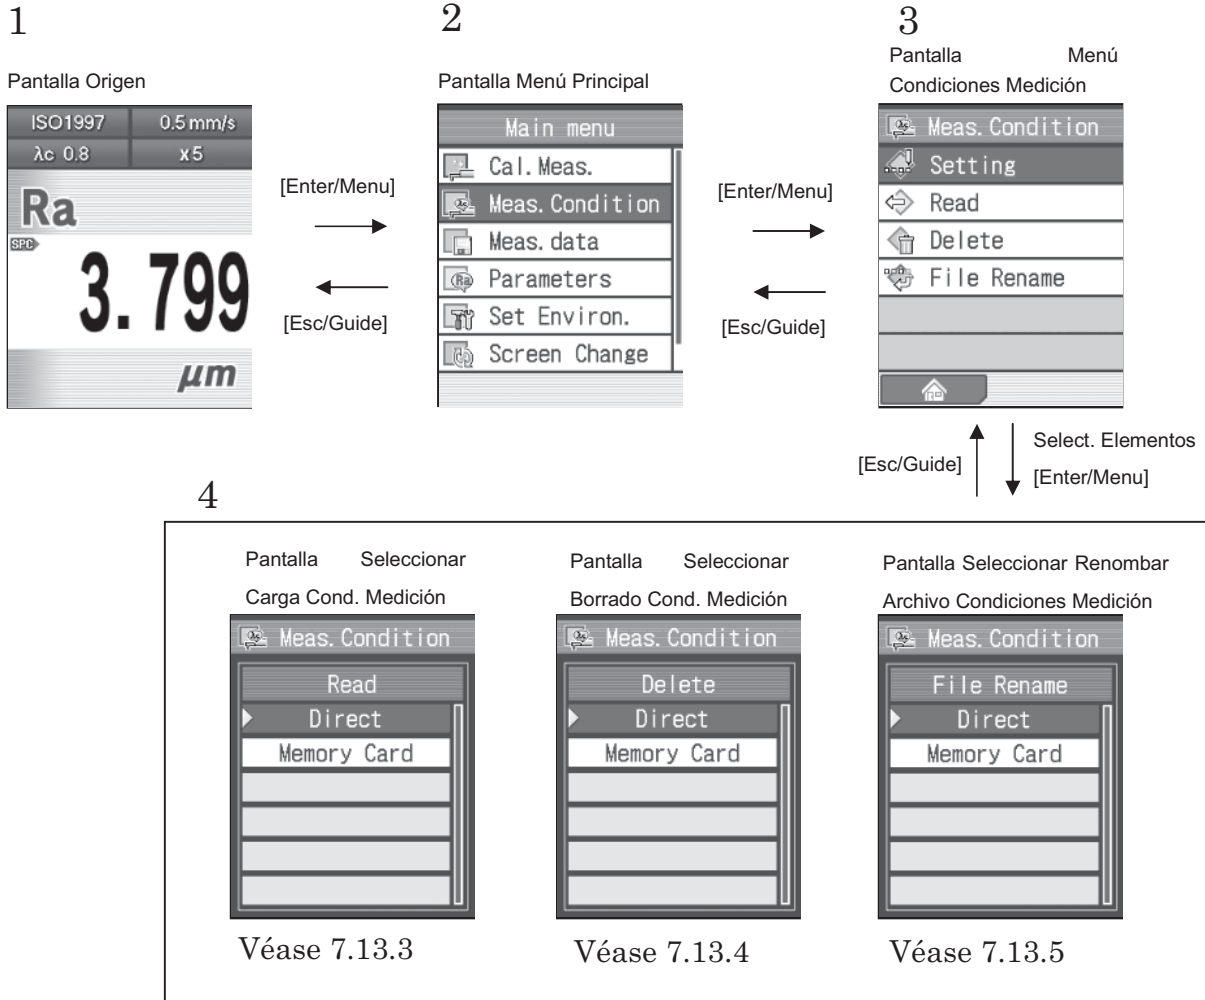 1
Pantalla Origen
ISO1997 0.5 mm/s
λc 0.8 x5
Ra
SPC
3.799
µm
[Enter/Menu]
[Esc/Guide]
2
Pantalla Menú Principal
Main menu
Cal.Meas.
Meas.Condition
Meas.data
Parameters
Set Environ.
Screen Change
[Enter/Menu]
[Esc/Guide]
3
Pantalla Menú
Condiciones Medición
Meas.Condition
Setting
Read
Delete
File Rename
[Esc/Guide]
Select. Elementos
[Enter/Menu]
4
Pantalla Seleccionar
Carga Cond. Medición
Meas.Condition
Read
Direct
Memory Card
Véase 7.13.3
Pantalla Seleccionar
Borrado Cond. Medición
Meas.Condition
Delete
Direct
Memory Card
Véase 7.13.4
Pantalla Seleccionar Renombar
Archivo Condiciones Medición
Meas.Condition
File Rename
Direct
Memory Card
Véase 7.13.5